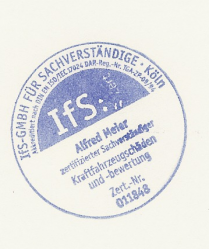 IFS-GMBH FÜR SACHVERSTÄNDIGE · Köln
Akkreditiert nach DIN EN ISO/IEC 17024 DAR-Reg.-Nr.
IfS:
Alfred Meier
zertifizierter Sachverständiger
Kraftfahrzeugschäden
und -bewertung
Zert.-Nr.
011848